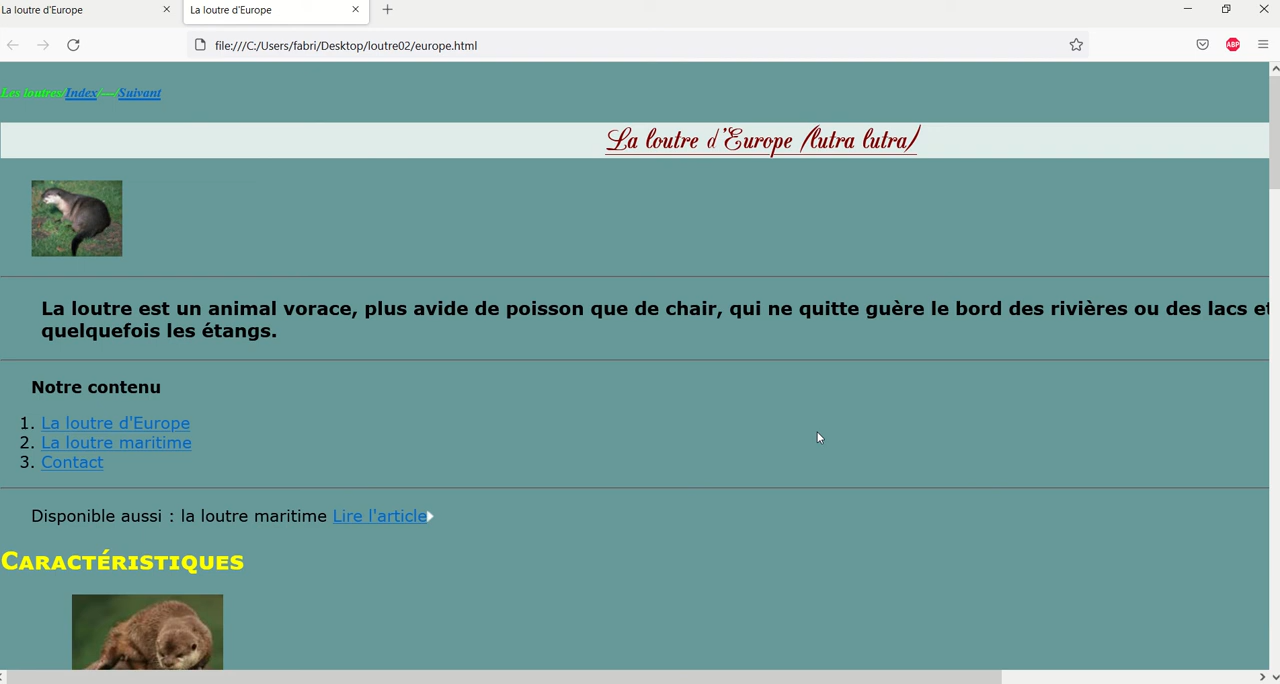 La loutre d'Europe
La loutre d'Europe
file:///C:/Users/fabri/Desktop/loutre02/europe.html
ABP
Les loutres/Index/---/Suivant
La loutre d'Europe (lutra lutra)
La loutre est un animal vorace, plus avide de poisson que de chair, qui ne quitte guère le bord des rivières ou des lacs et
quelquefois les étangs.
Notre contenu
1. La loutre d'Europe
2. La loutre maritime
3. Contact
Disponible aussi : la loutre maritime Lire l'article
Caractéristiques